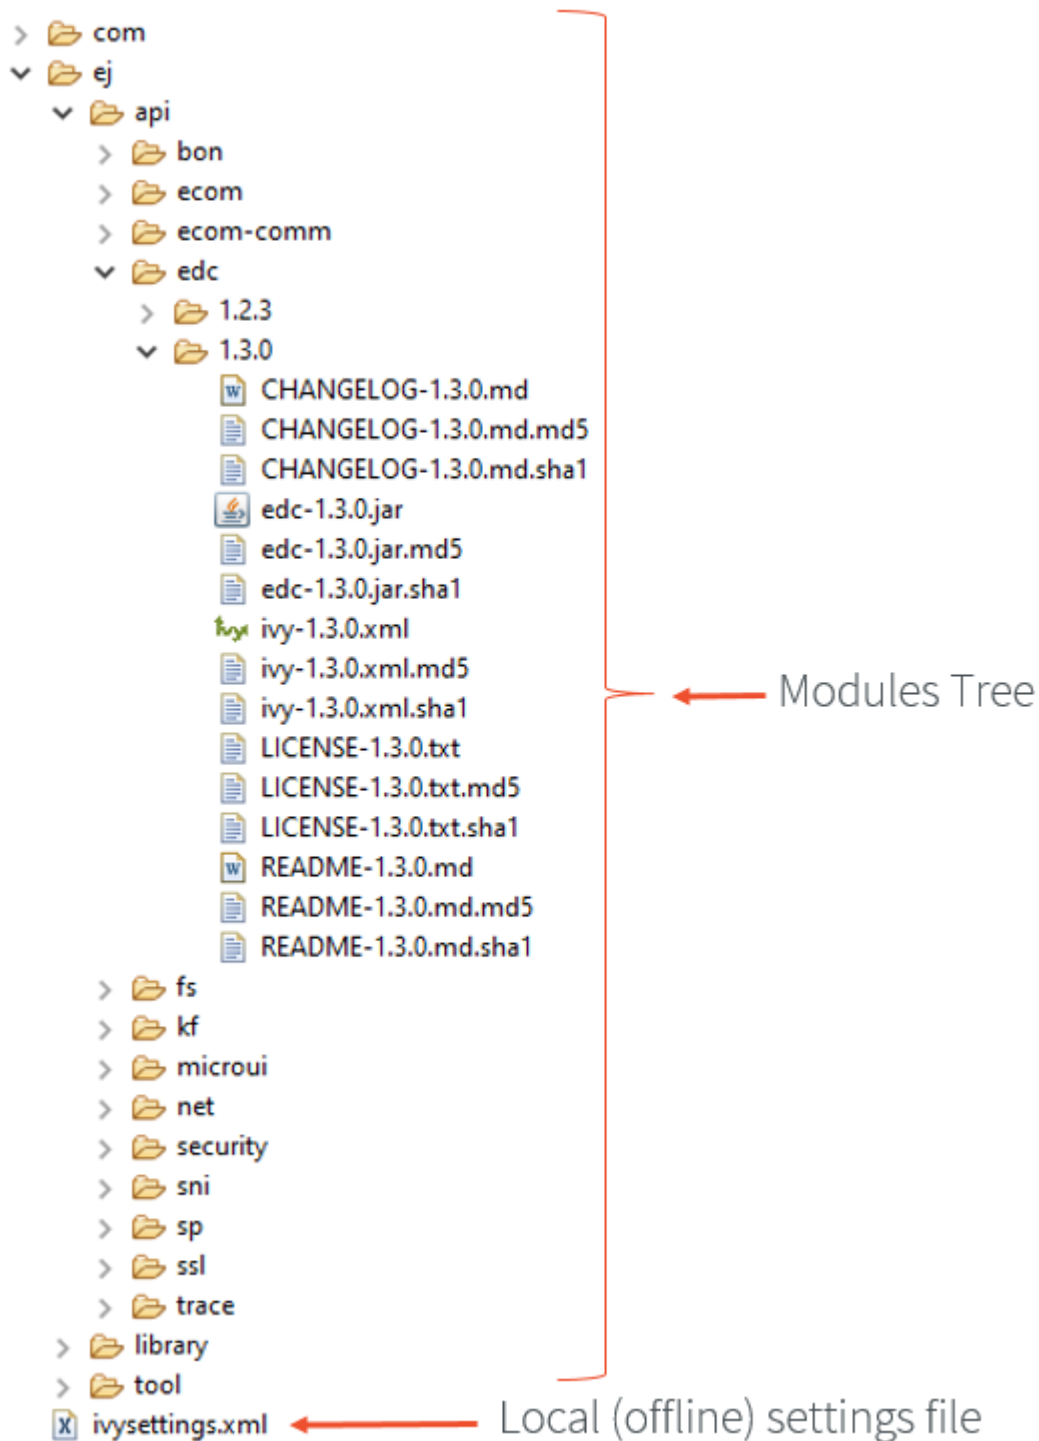 com
ej
api
bon
ecom
ecom-comm
edc
1.2.3
1.3.0
CHANGELOG-1.3.0.md
CHANGELOG-1.3.0.md.md5
CHANGELOG-1.3.0.md.sha1
edc-1.3.0.jar
edc-1.3.0.jar.md5
edc-1.3.0.jar.sha1
ivy ivy-1.3.0.xml
ivy-1.3.0.xml.md5
Modules Tree
ivy-1.3.0.xml.sha1
LICENSE-1.3.0.txt
LICENSE-1.3.0.txt.md5
LICENSE-1.3.0.txt.sha1
README-1.3.0.md
README-1.3.0.md.md5
README-1.3.0.md.sha1
fs
kf
microui
net
security
sni
sp
ssl
trace
library
tool
ivysettings.xml Local (offline) settings file